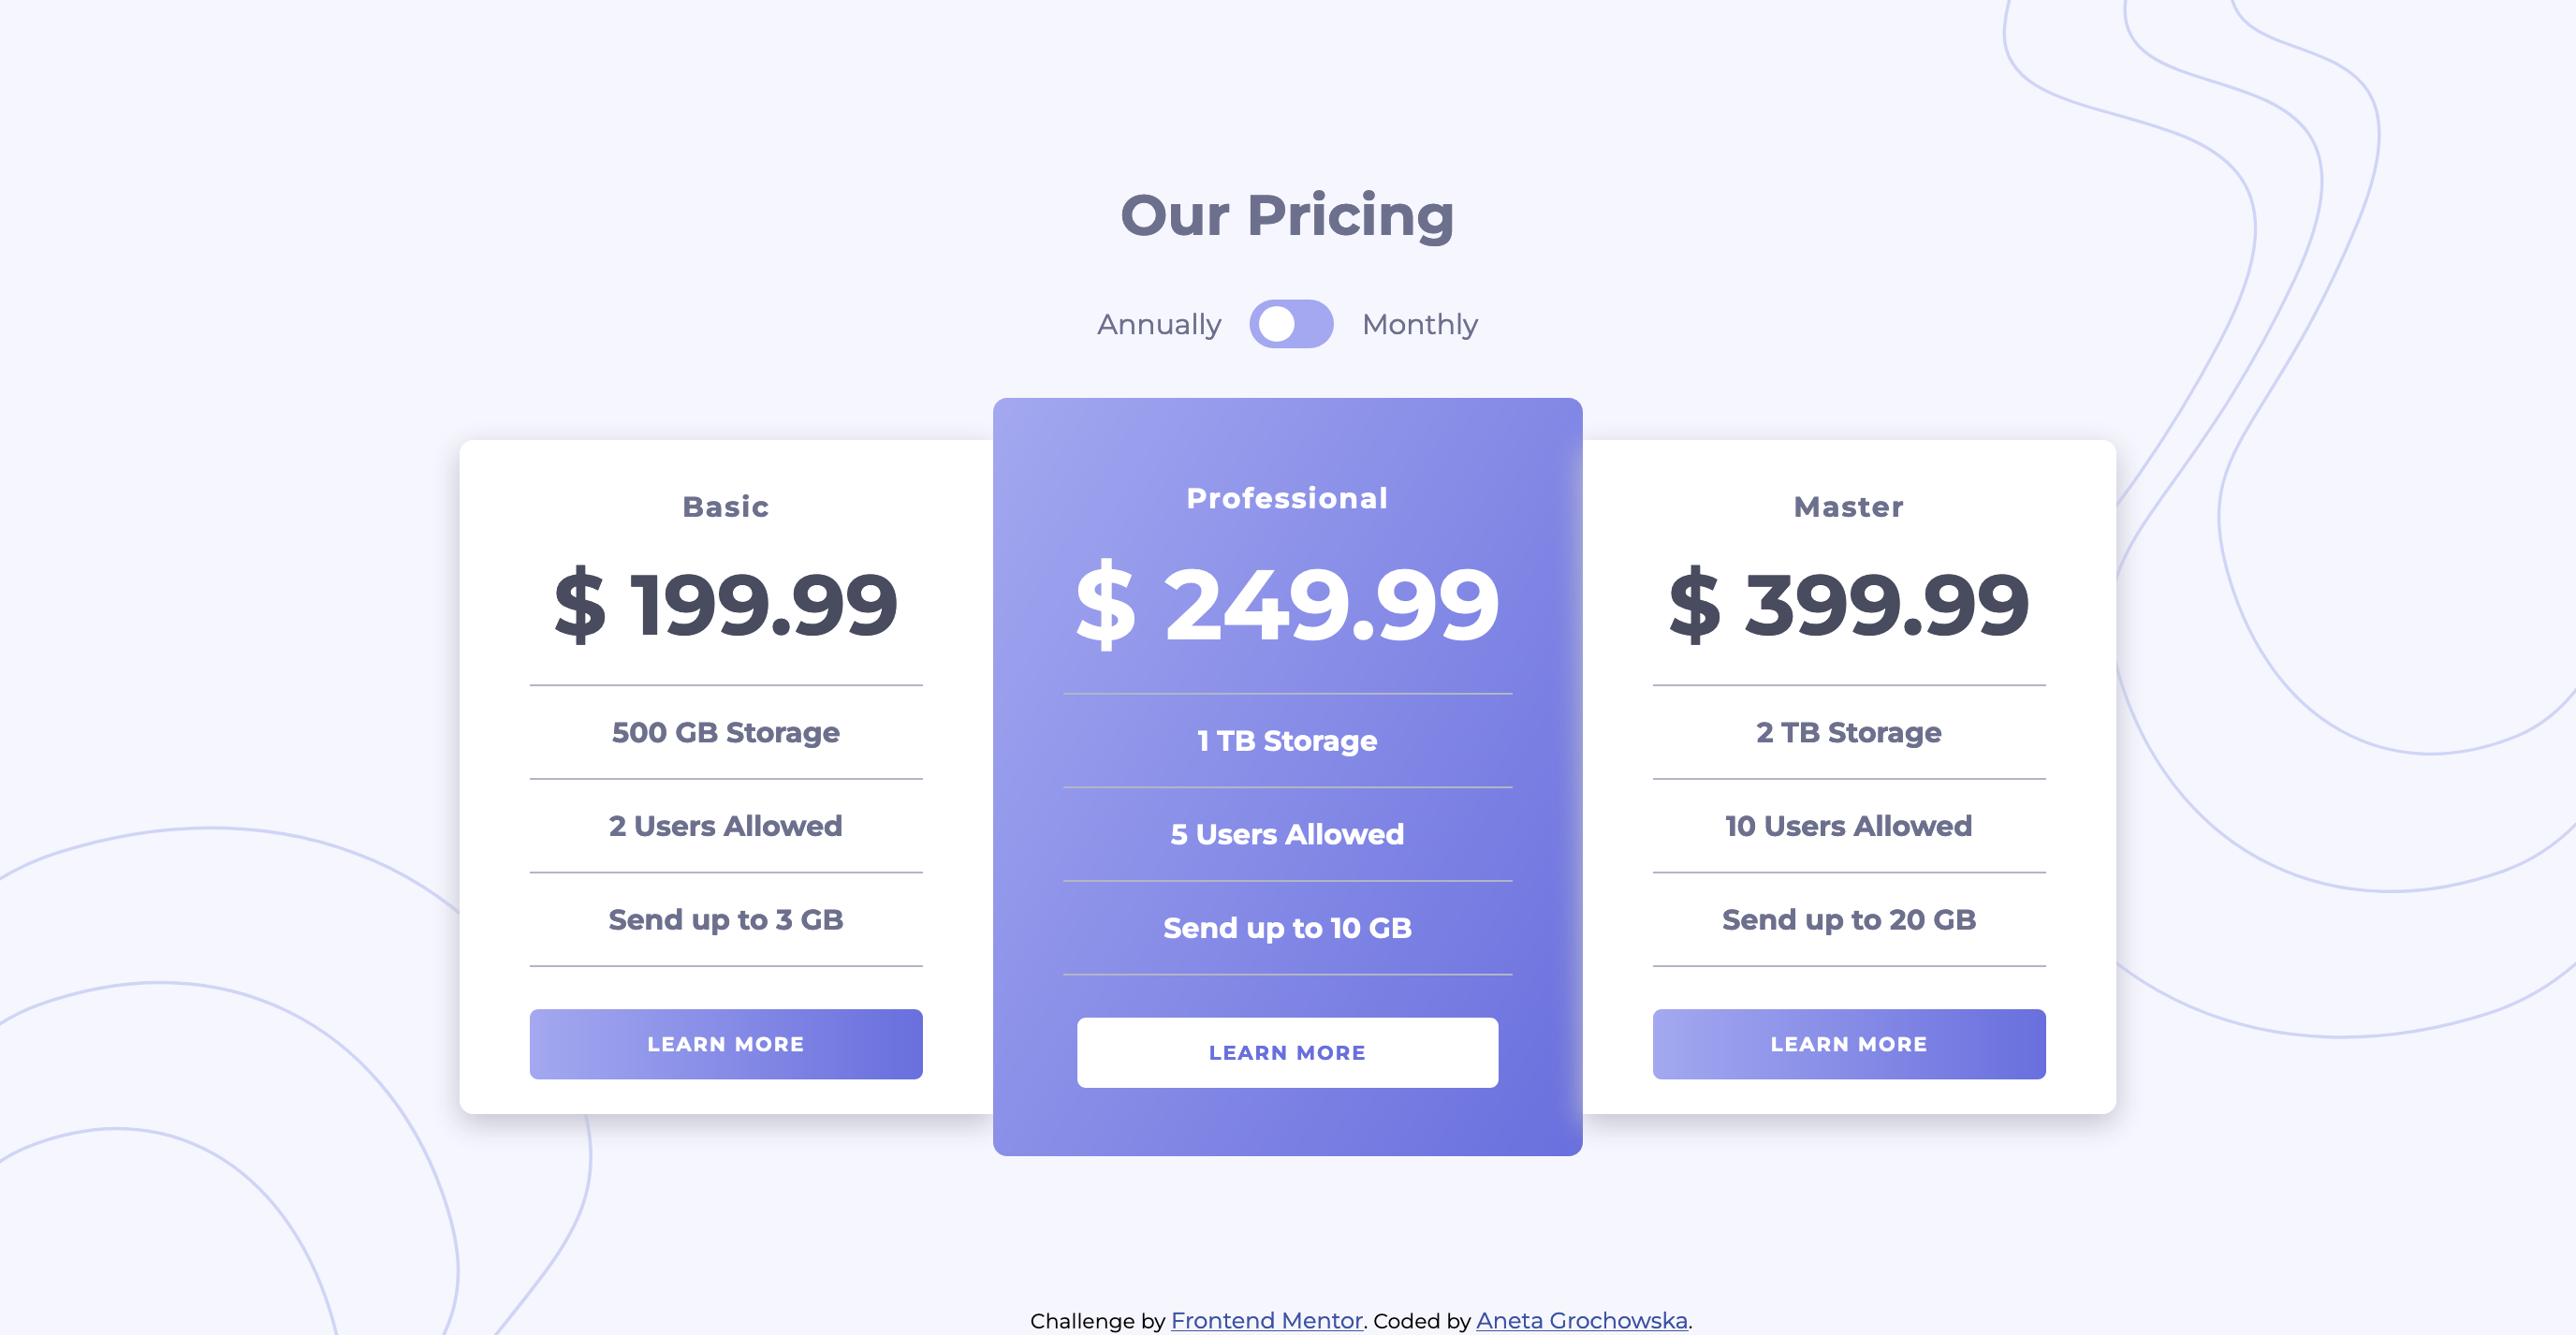 Our Pricing
Annually Monthly
Basic
$ 199.99
500 GB Storage
2 Users Allowed
Send up to 3 GB
LEARN MORE
Professional
$ 249.99
1 TB Storage
5 Users Allowed
Send up to 10 GB
LEARN MORE
Master
$ 399.99
2 TB Storage
10 Users Allowed
Send up to 20 GB
LEARN MORE
Challenge by Frontend Mentor. Coded by Aneta Grochowska.